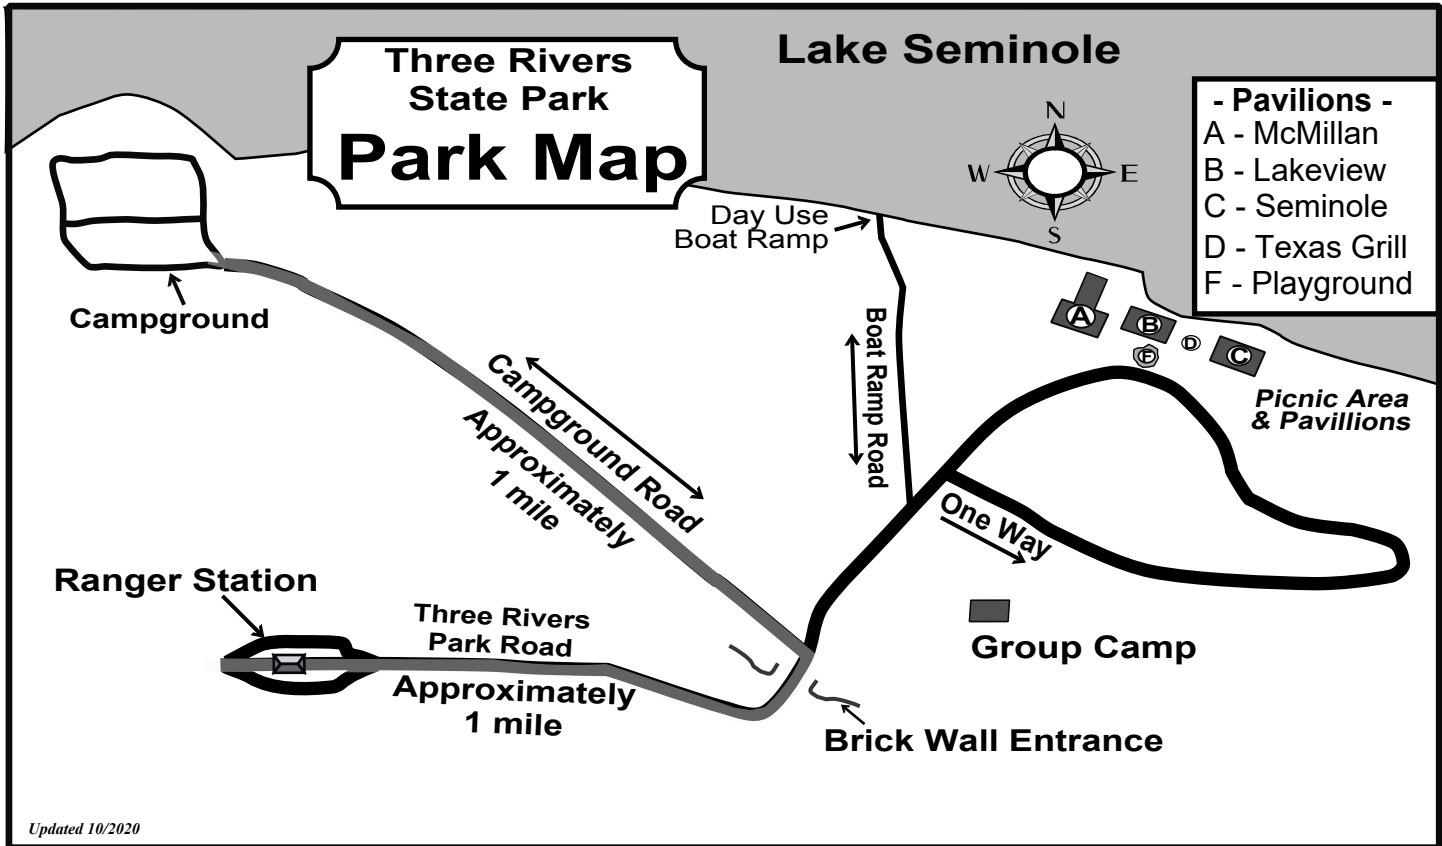 Lake Seminole
Three Rivers
State Park
Park Map
- Pavilions -
A - McMillan
B - Lakeview
C - Seminole
D - Texas Grill
F - Playground
N
W
E
S
Day Use
Boat Ramp
Campground
A
B
D
C
F
Boat Ramp Road
Picnic Area
& Pavillions
Campground Road
Approximately
1 mile
One Way
Ranger Station
Three Rivers
Park Road
Approximately
1 mile
Group Camp
Brick Wall Entrance
Updated 10/2020